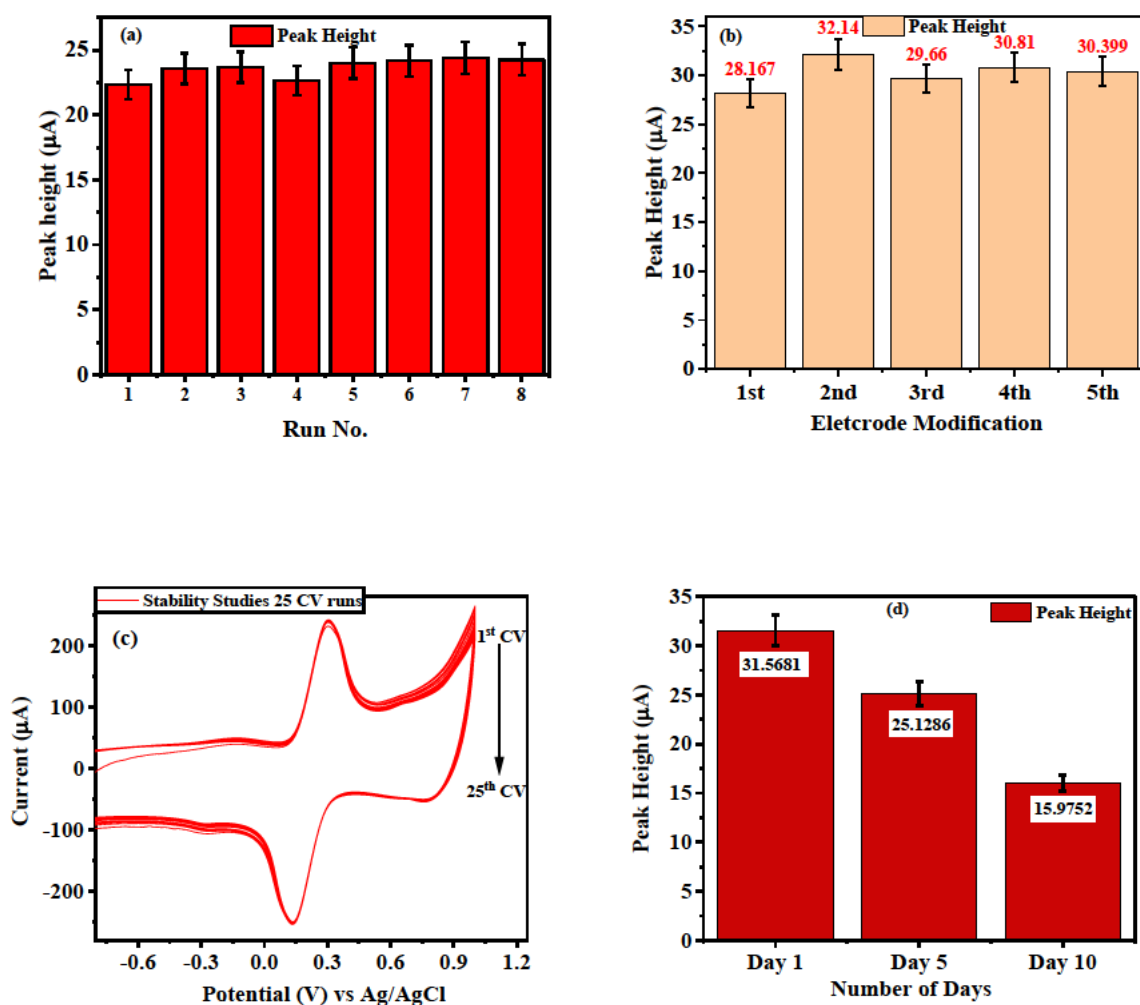 (a)
Peak Height
25
20
15
10
5
0
Peak height (μA)
1 2 3 4 5 6 7 8
Run No.
(b)
Peak Height
35
30
25
20
15
10
5
0
Peak Height (μA)
28.167
32.14
29.66
30.81
30.399
1st 2nd 3rd 4th 5th
Eletcrode Modification
Stability Studies 25 CV runs
(c)
1st CV
25th CV
200
100
0
-100
-200
Current (μA)
-0.6 -0.3 0.0 0.3 0.6 0.9 1.2
Potential (V) vs Ag/AgCl
(d)
Peak Height
35
30
25
20
15
10
5
0
Peak Height (μA)
31.5681
25.1286
15.9752
Day 1 Day 5 Day 10
Number of Days